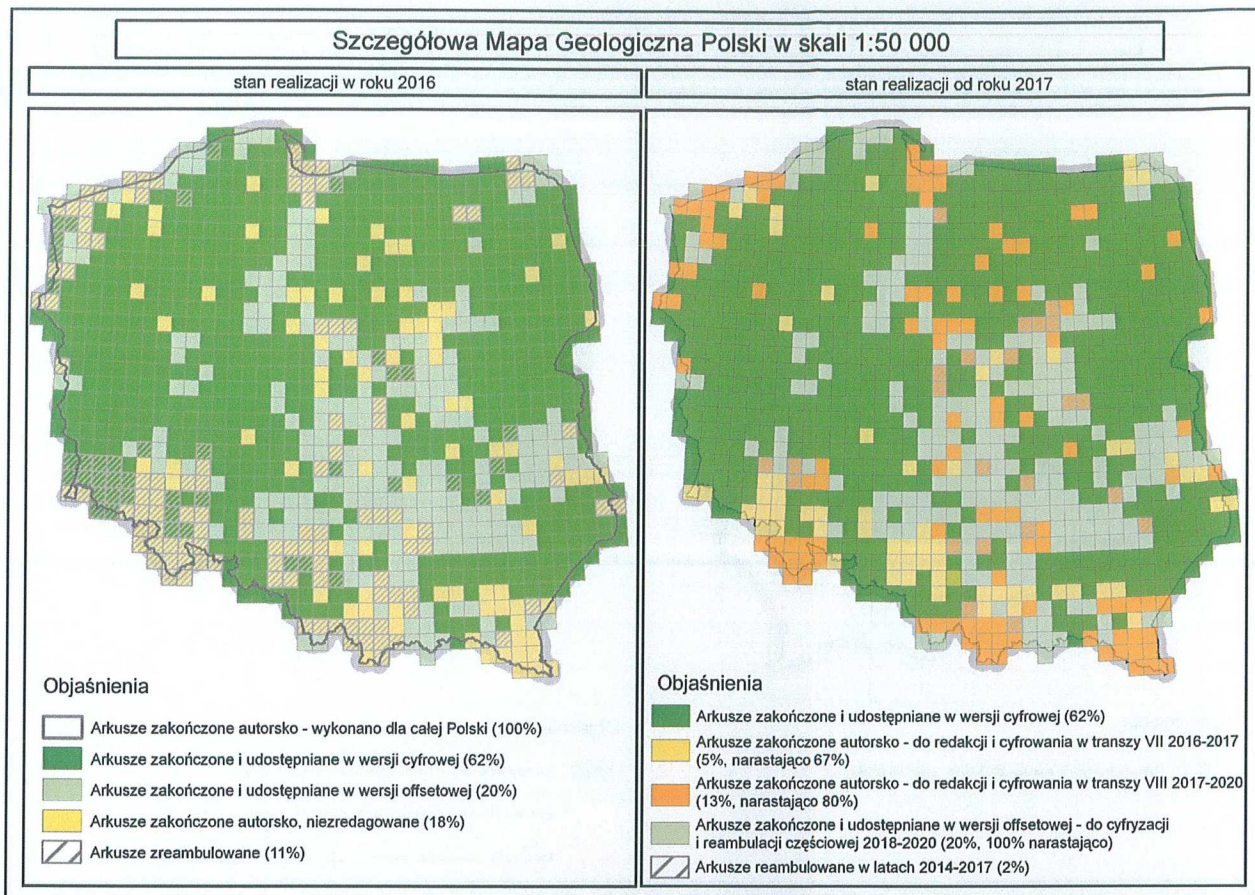 Szczegółowa Mapa Geologiczna Polski w skali 1:50 000
stan realizacji w roku 2016
stan realizacji od roku 2017
Objaśnienia
Arkusze zakończone autorsko - wykonano dla całej Polski (100%)
Arkusze zakończone i udostępniane w wersji cyfrowej (62%)
Arkusze zakończone i udostępniane w wersji offsetowej (20%)
Arkusze zakończone autorsko, niezredagowane (18%)
Arkusze zreambulowane (11%)
Objaśnienia
Arkusze zakończone i udostępniane w wersji cyfrowej (62%)
Arkusze zakończone autorsko - do redakcji i cyfrowania w transzy VII 2016-2017
(5%, narastająco 67%)
Arkusze zakończone autorsko - do redakcji i cyfrowania w transzy VIII 2017-2020
(13%, narastająco 80%)
Arkusze zakończone i udostępniane w wersji offsetowej - do cyfryzacji
i reambulacji częściowej 2018-2020 (20%, 100% narastająco)
Arkusze reambulowane w latach 2014-2017 (2%)